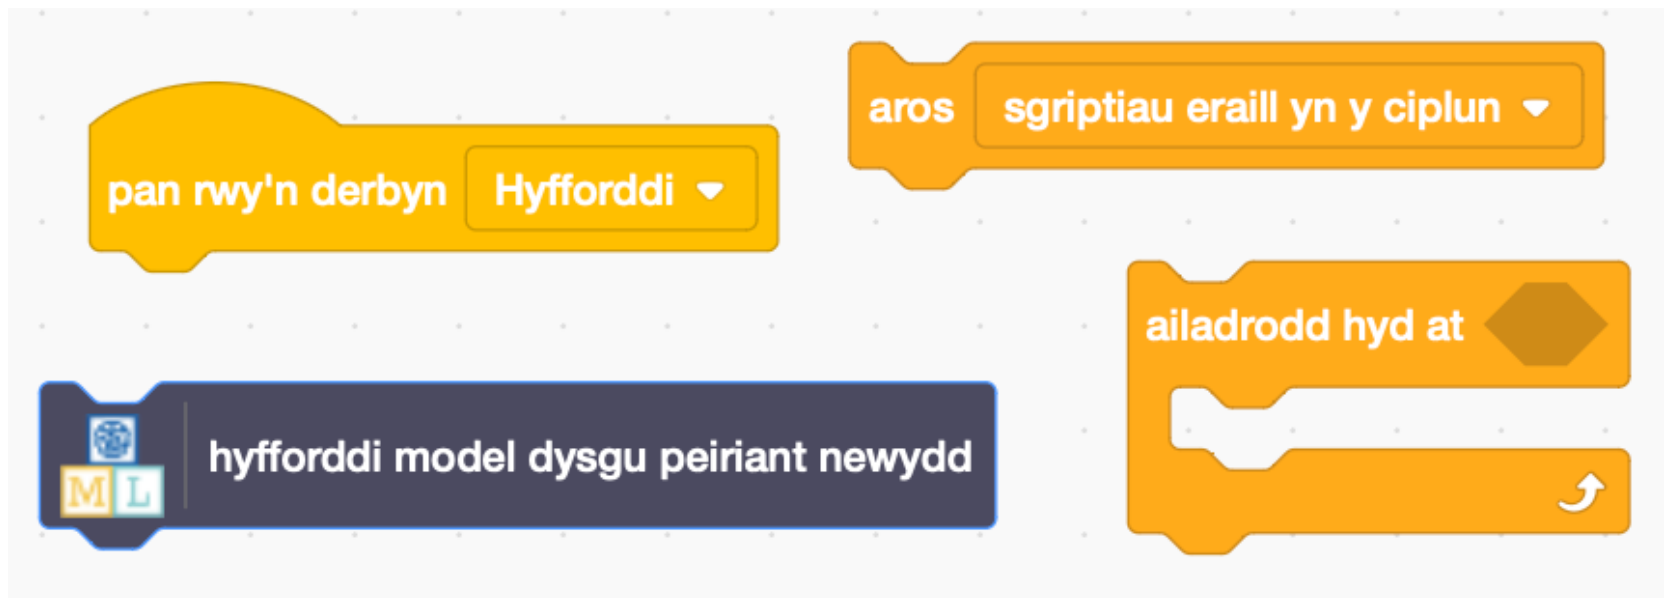 aros sgriptiau eraill yn y ciplun
pan rwy'n derbyn Hyfforddi
ailadrodd hyd at
M L hyfforddi model dysgu peiriant newydd